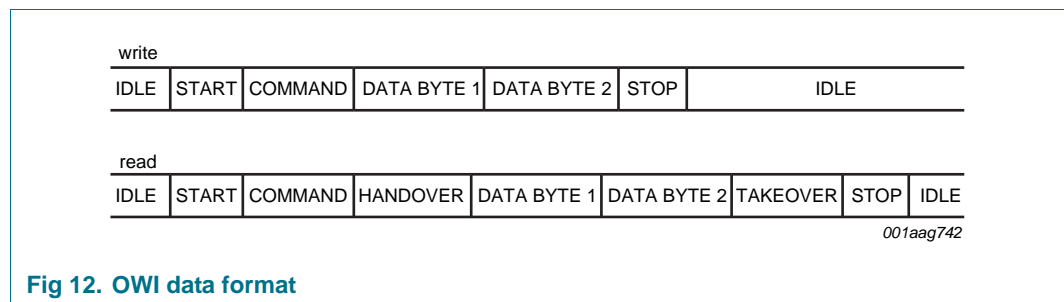 write
IDLE START COMMAND DATA BYTE 1 DATA BYTE 2 STOP IDLE
read
IDLE START COMMAND HANDOVER DATA BYTE 1 DATA BYTE 2 TAKEOVER STOP IDLE
001aag742
Fig 12. OWI data format